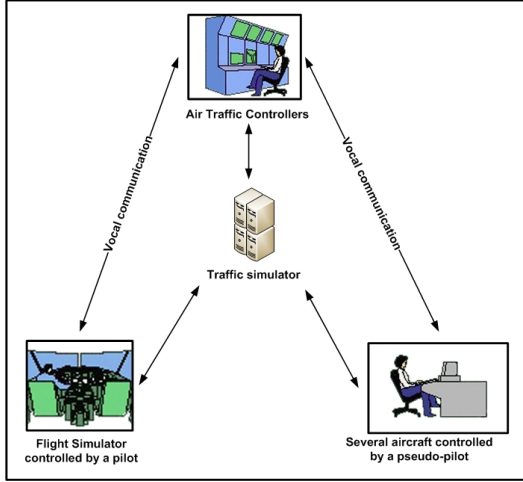 Air Traffic Controllers
Vocal communication
Vocal communication
Traffic simulator
Flight Simulator
controlled by a pilot
Several aircraft controlled
by a pseudo-pilot